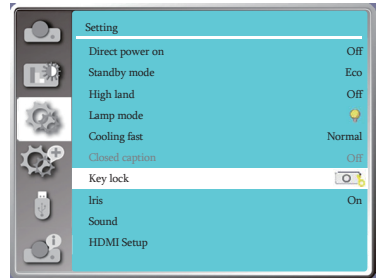 Setting
Direct power on Off
Standby mode Eco
High land Off
Lamp mode
Cooling fast Normal
Closed caption Off
Key lock
Iris On
Sound
HDMI Setup